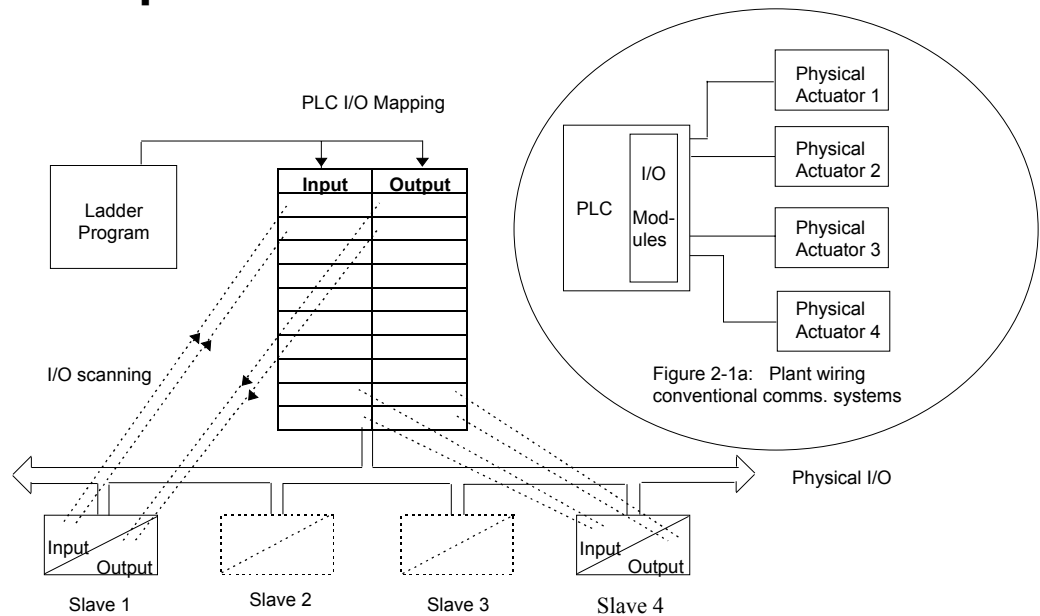 PLC I/O Mapping
Ladder
Program
Input Output
I/O scanning
Physical I/O
Input
Output
Slave 1
Slave 2
Slave 3
Input
Output
Slave 4
PLC
I/O
Mod-
ules
Physical
Actuator 1
Physical
Actuator 2
Physical
Actuator 3
Physical
Actuator 4
Figure 2-1a: Plant wiring
conventional comms. systems